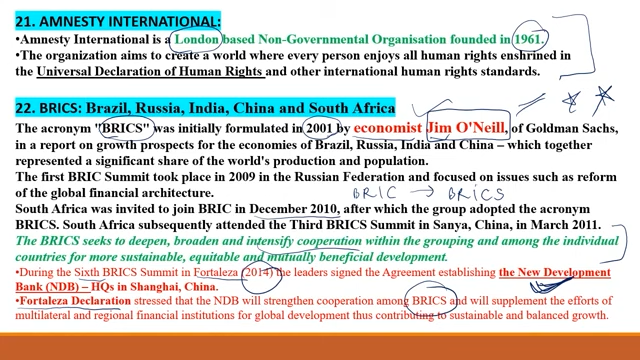 21. AMNESTY INTERNATIONAL:
•Amnesty International is a London based Non-Governmental Organisation founded in 1961.
•The organization aims to create a world where every person enjoys all human rights enshrined in
the Universal Declaration of Human Rights and other international human rights standards.
22. BRICS: Brazil, Russia, India, China and South Africa
The acronym "BRICS" was initially formulated in 2001 by economist Jim O'Neill, of Goldman Sachs,
in a report on growth prospects for the economies of Brazil, Russia, India and China – which together
represented a significant share of the world's production and population.
The first BRIC Summit took place in 2009 in the Russian Federation and focused on issues such as reform
of the global financial architecture.
BRIC → BRICS
South Africa was invited to join BRIC in December 2010, after which the group adopted the acronym
BRICS. South Africa subsequently attended the Third BRICS Summit in Sanya, China, in March 2011.
The BRICS seeks to deepen, broaden and intensify cooperation within the grouping and among the individual
countries for more sustainable, equitable and mutually beneficial development.
•During the Sixth BRICS Summit in Fortaleza (2014) the leaders signed the Agreement establishing the New Development
Bank (NDB) – HQs in Shanghai, China.
•Fortaleza Declaration stressed that the NDB will strengthen cooperation among BRICS and will supplement the efforts of
multilateral and regional financial institutions for global development thus contributing to sustainable and balanced growth.